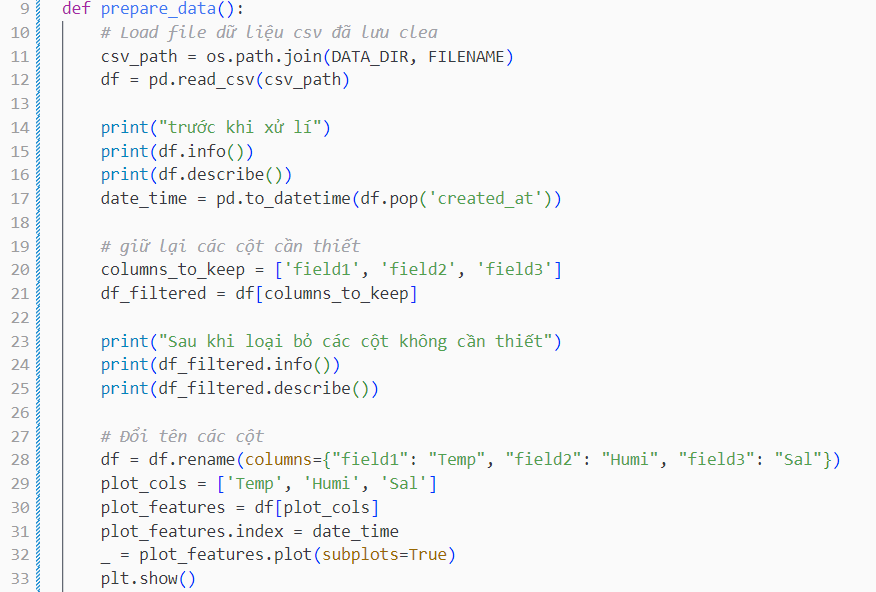 9 def prepare_data():
10 # Load file dữ liệu csv đã lưu clea
11 csv_path = os.path.join(DATA_DIR, FILENAME)
12 df = pd.read_csv(csv_path)
13
14 print("trước khi xử lí")
15 print(df.info())
16 print(df.describe())
17 date_time = pd.to_datetime(df.pop('created_at'))
18
19 # giữ lại các cột cần thiết
20 columns_to_keep = ['field1', 'field2', 'field3']
21 df_filtered = df[columns_to_keep]
22
23 print("Sau khi loại bỏ các cột không cần thiết")
24 print(df_filtered.info())
25 print(df_filtered.describe())
26
27 # Đổi tên các cột
28 df = df.rename(columns={"field1": "Temp", "field2": "Humi", "field3": "Sal"})
29 plot_cols = ['Temp', 'Humi', 'Sal']
30 plot_features = df[plot_cols]
31 plot_features.index = date_time
32 _ = plot_features.plot(subplots=True)
33 plt.show()